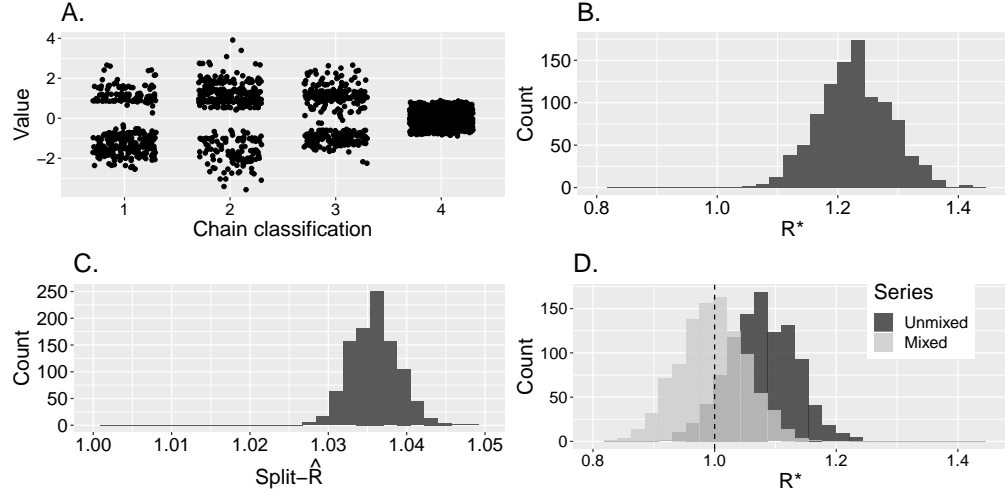 A.
Value
4
2
0
−2
1 2 3 4
Chain classification
B.
Count
150
100
50
0
0.8 1.0 1.2 1.4
R*
C.
Count
250
200
150
100
50
0
1.00 1.01 1.02 1.03 1.04 1.05
Split−R̂
D.
Count
150
100
50
0
0.8 1.0 1.2 1.4
R*
Series
Unmixed
Mixed